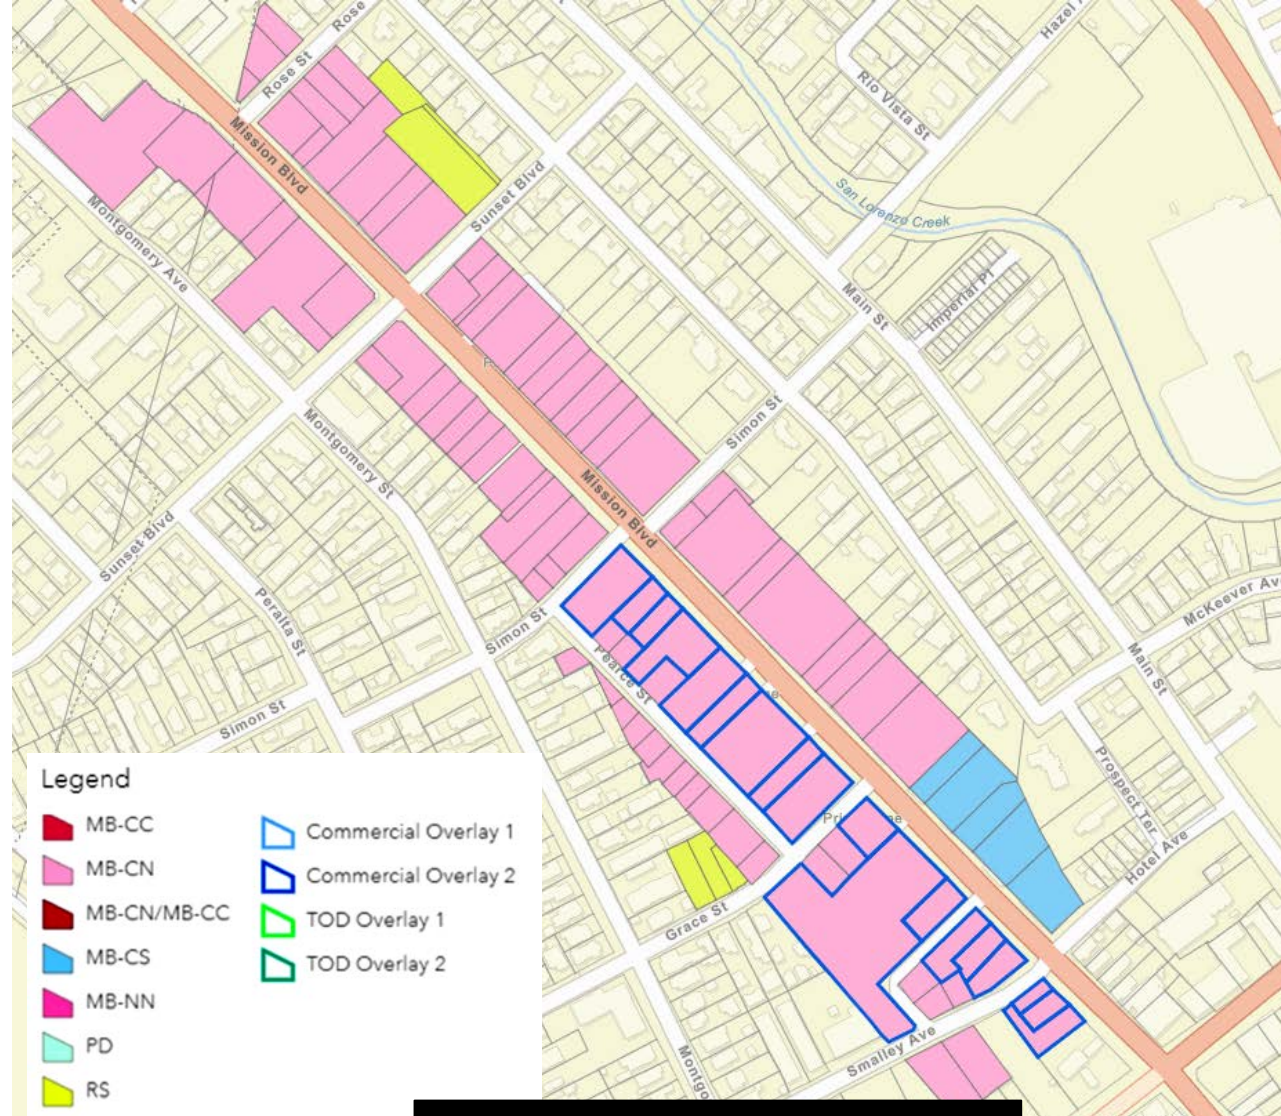 Rose St
Rose
Mission Blvd
Hazel
Rio Vista St
San Lorenzo Creek
Sunset Blvd
Montgomery Ave
Main St
Imperial Pl
Simon St
Montgomery St
Mission Blvd
Sunset Blvd
Peralta St
Simon St
McKeever Av
Main St
Pearce St
Simon St
Prospect Ter
Hotel Ave
Grace St
Smalley Ave
Montgo
Legend
MB-CC
MB-CN
MB-CN/MB-CC
MB-CS
MB-NN
PD
RS
Commercial Overlay 1
Commercial Overlay 2
TOD Overlay 1
TOD Overlay 2